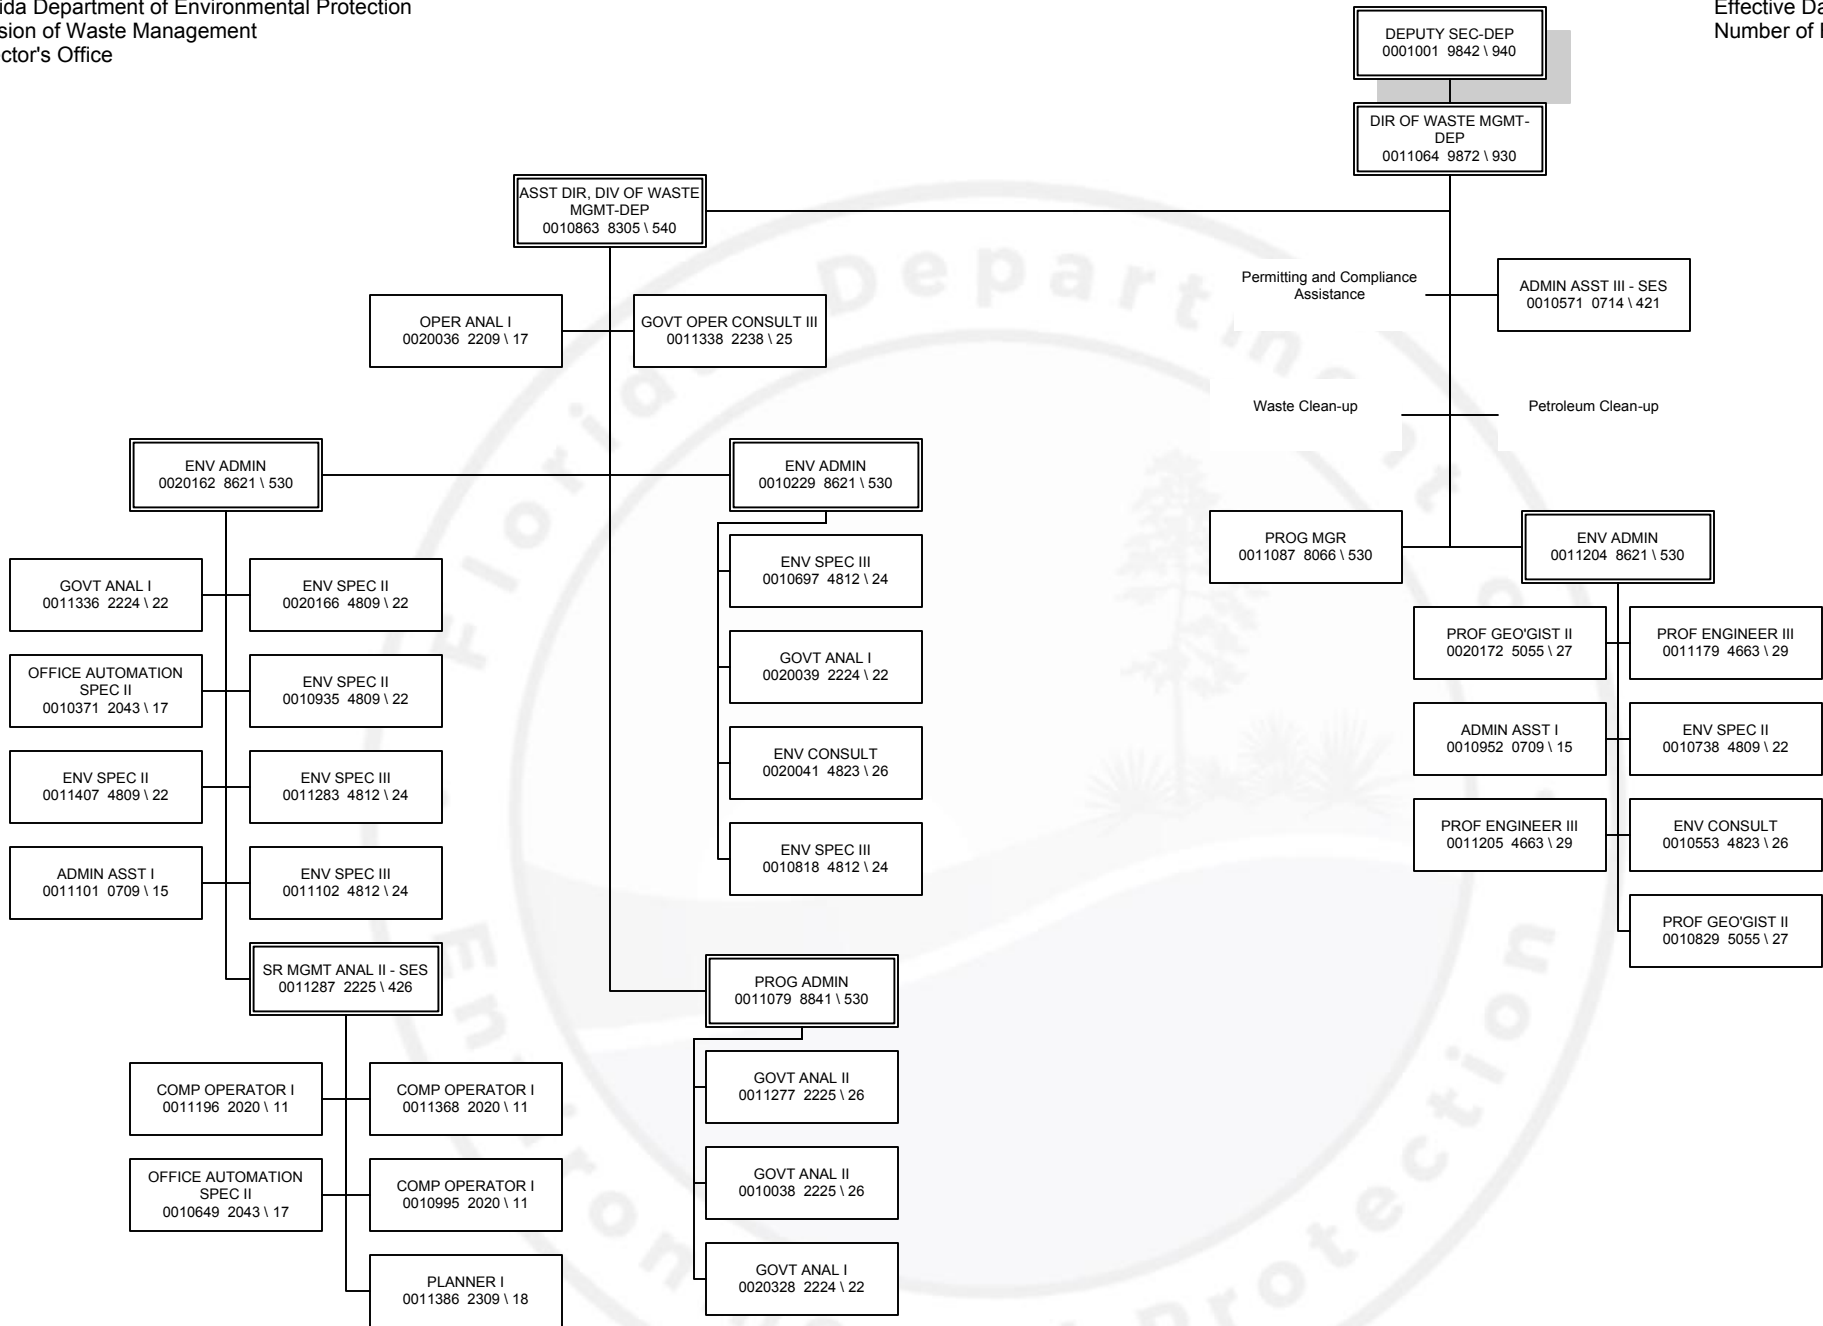 ida Department of Environmental Protection
sion of Waste Management
ctor's Office
Effective Da
Number of
DEPUTY SEC-DEP
0001001 9842 \ 940
DIR OF WASTE MGMT-
DEP
0011064 9872 \ 930
ASST DIR, DIV OF WASTE
MGMT-DEP
0010863 8305 \ 540
Permitting and Compliance
Assistance
ADMIN ASST III - SES
0010571 0714 \ 421
OPER ANAL I
0020036 2209 \ 17
GOVT OPER CONSULT III
0011338 2238 \ 25
Waste Clean-up
Petroleum Clean-up
ENV ADMIN
0020162 8621 \ 530
ENV ADMIN
0010229 8621 \ 530
PROG MGR
0011087 8066 \ 530
ENV ADMIN
0011204 8621 \ 530
GOVT ANAL I
0011336 2224 \ 22
ENV SPEC II
0020166 4809 \ 22
OFFICE AUTOMATION
SPEC II
0010371 2043 \ 17
ENV SPEC II
0010935 4809 \ 22
ENV SPEC II
0011407 4809 \ 22
ENV SPEC III
0011283 4812 \ 24
ADMIN ASST I
0011101 0709 \ 15
ENV SPEC III
0011102 4812 \ 24
SR MGMT ANAL II - SES
0011287 2225 \ 426
COMP OPERATOR I
0011196 2020 \ 11
COMP OPERATOR I
0011368 2020 \ 11
OFFICE AUTOMATION
SPEC II
0010649 2043 \ 17
COMP OPERATOR I
0010995 2020 \ 11
PLANNER I
0011386 2309 \ 18
ENV SPEC III
0010697 4812 \ 24
GOVT ANAL I
0020039 2224 \ 22
ENV CONSULT
0020041 4823 \ 26
ENV SPEC III
0010818 4812 \ 24
PROG ADMIN
0011079 8841 \ 530
GOVT ANAL II
0011277 2225 \ 26
GOVT ANAL II
0010038 2225 \ 26
GOVT ANAL I
0020328 2224 \ 22
PROF GEO'GIST II
0020172 5055 \ 27
PROF ENGINEER III
0011179 4663 \ 29
ADMIN ASST I
0010952 0709 \ 15
ENV SPEC II
0010738 4809 \ 22
PROF ENGINEER III
0011205 4663 \ 29
ENV CONSULT
0010553 4823 \ 26
PROF GEO'GIST II
0010829 5055 \ 27
Florida Department of
Protection